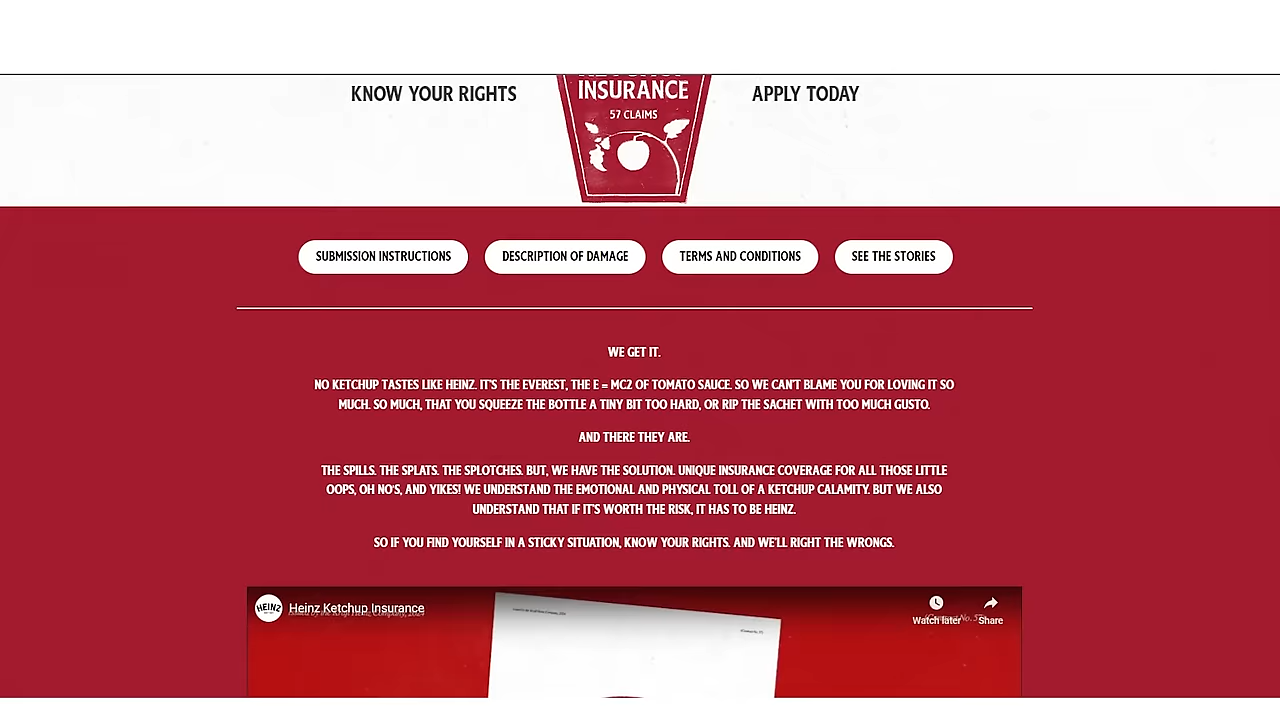 KNOW YOUR RIGHTS
INSURANCE
57 CLAIMS
APPLY TODAY
SUBMISSION INSTRUCTIONS
DESCRIPTION OF DAMAGE
TERMS AND CONDITIONS
SEE THE STORIES
WE GET IT.
NO KETCHUP TASTES LIKE HEINZ. IT'S THE EVEREST, THE E = MC2 OF TOMATO SAUCE. SO WE CAN'T BLAME YOU FOR LOVING IT SO
MUCH. SO MUCH, THAT YOU SQUEEZE THE BOTTLE A TINY BIT TOO HARD, OR RIP THE SACHET WITH TOO MUCH GUSTO.
AND THERE THEY ARE.
THE SPILLS. THE SPLATS. THE SPLOTCHES. BUT, WE HAVE THE SOLUTION. UNIQUE INSURANCE COVERAGE FOR ALL THOSE LITTLE
OOPS, OH NO'S, AND YIKES! WE UNDERSTAND THE EMOTIONAL AND PHYSICAL TOLL OF A KETCHUP CALAMITY. BUT WE ALSO
UNDERSTAND THAT IF IT'S WORTH THE RISK, IT HAS TO BE HEINZ.
SO IF YOU FIND YOURSELF IN A STICKY SITUATION, KNOW YOUR RIGHTS. AND WE'LL RIGHT THE WRONGS.
HEINZ
Heinz Ketchup Insurance
Watch later
Share